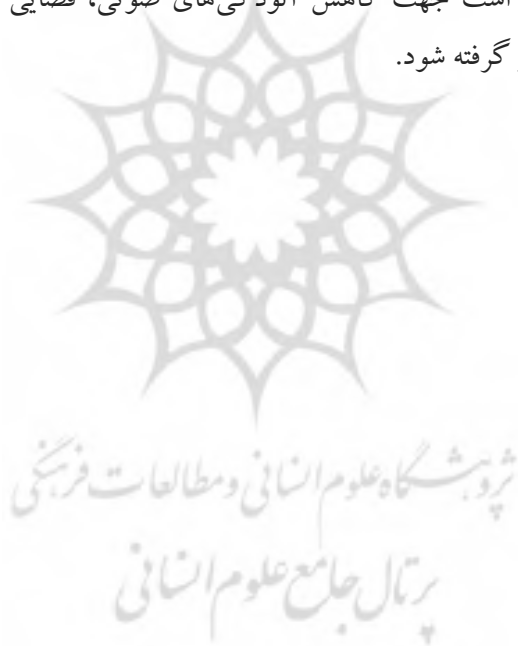 است جهت کاهش آلودگی‌های صوتی، فضایی
گرفته شود.
پژوهشگاه علوم انسانی و مطالعات فرهنگی
پرتال جامع علوم انسانی